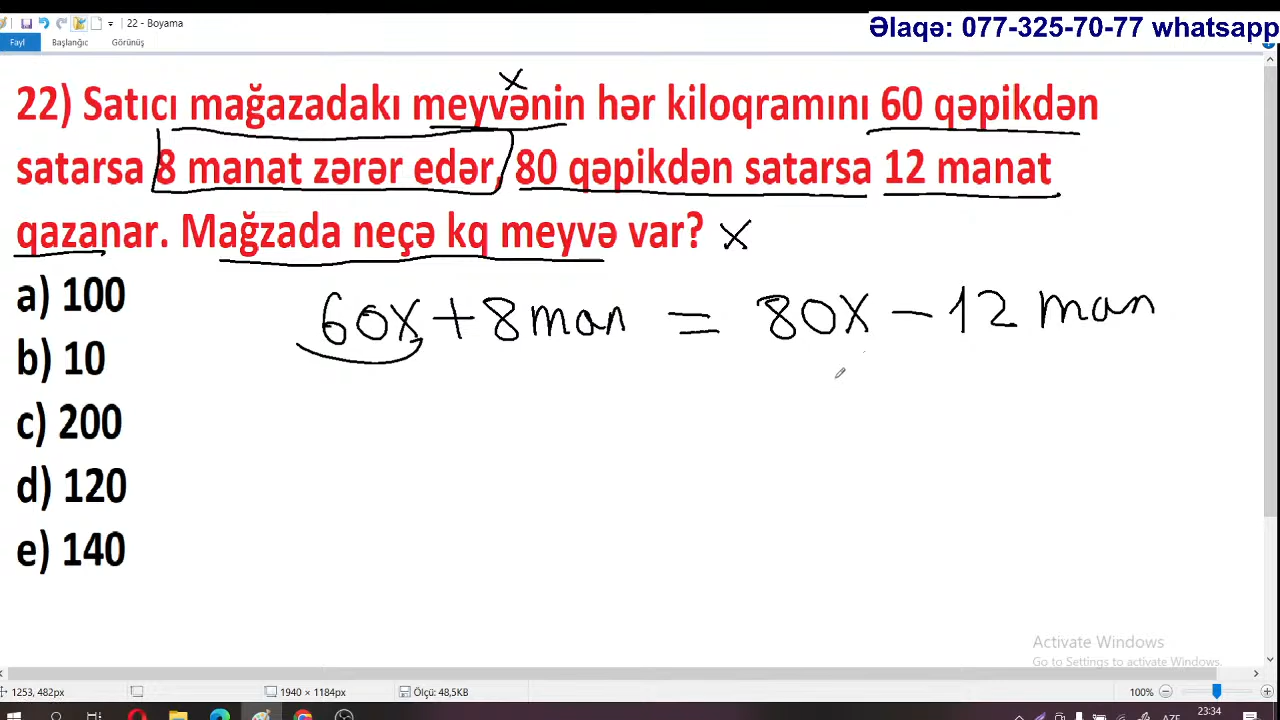 22 - Boyama
Əlaqə: 077-325-70-77 whatsapp
Fayl Başlanğıc Görünüş
x
22) Satıcı mağazadakı meyvənin hər kiloqramını 60 qəpikdən
satarsa 8 manat zərər edər, 80 qəpikdən satarsa 12 manat
qazanar. Mağzada neçə kq meyvə var? x
a) 100
60x + 8 man = 80x - 12 man
b) 10
c) 200
d) 120
e) 140
Activate Windows
Go to Settings to activate Windows.
1253, 482px 1940 × 1184px Ölçü: 48,5KB 100%
AZE 23:34